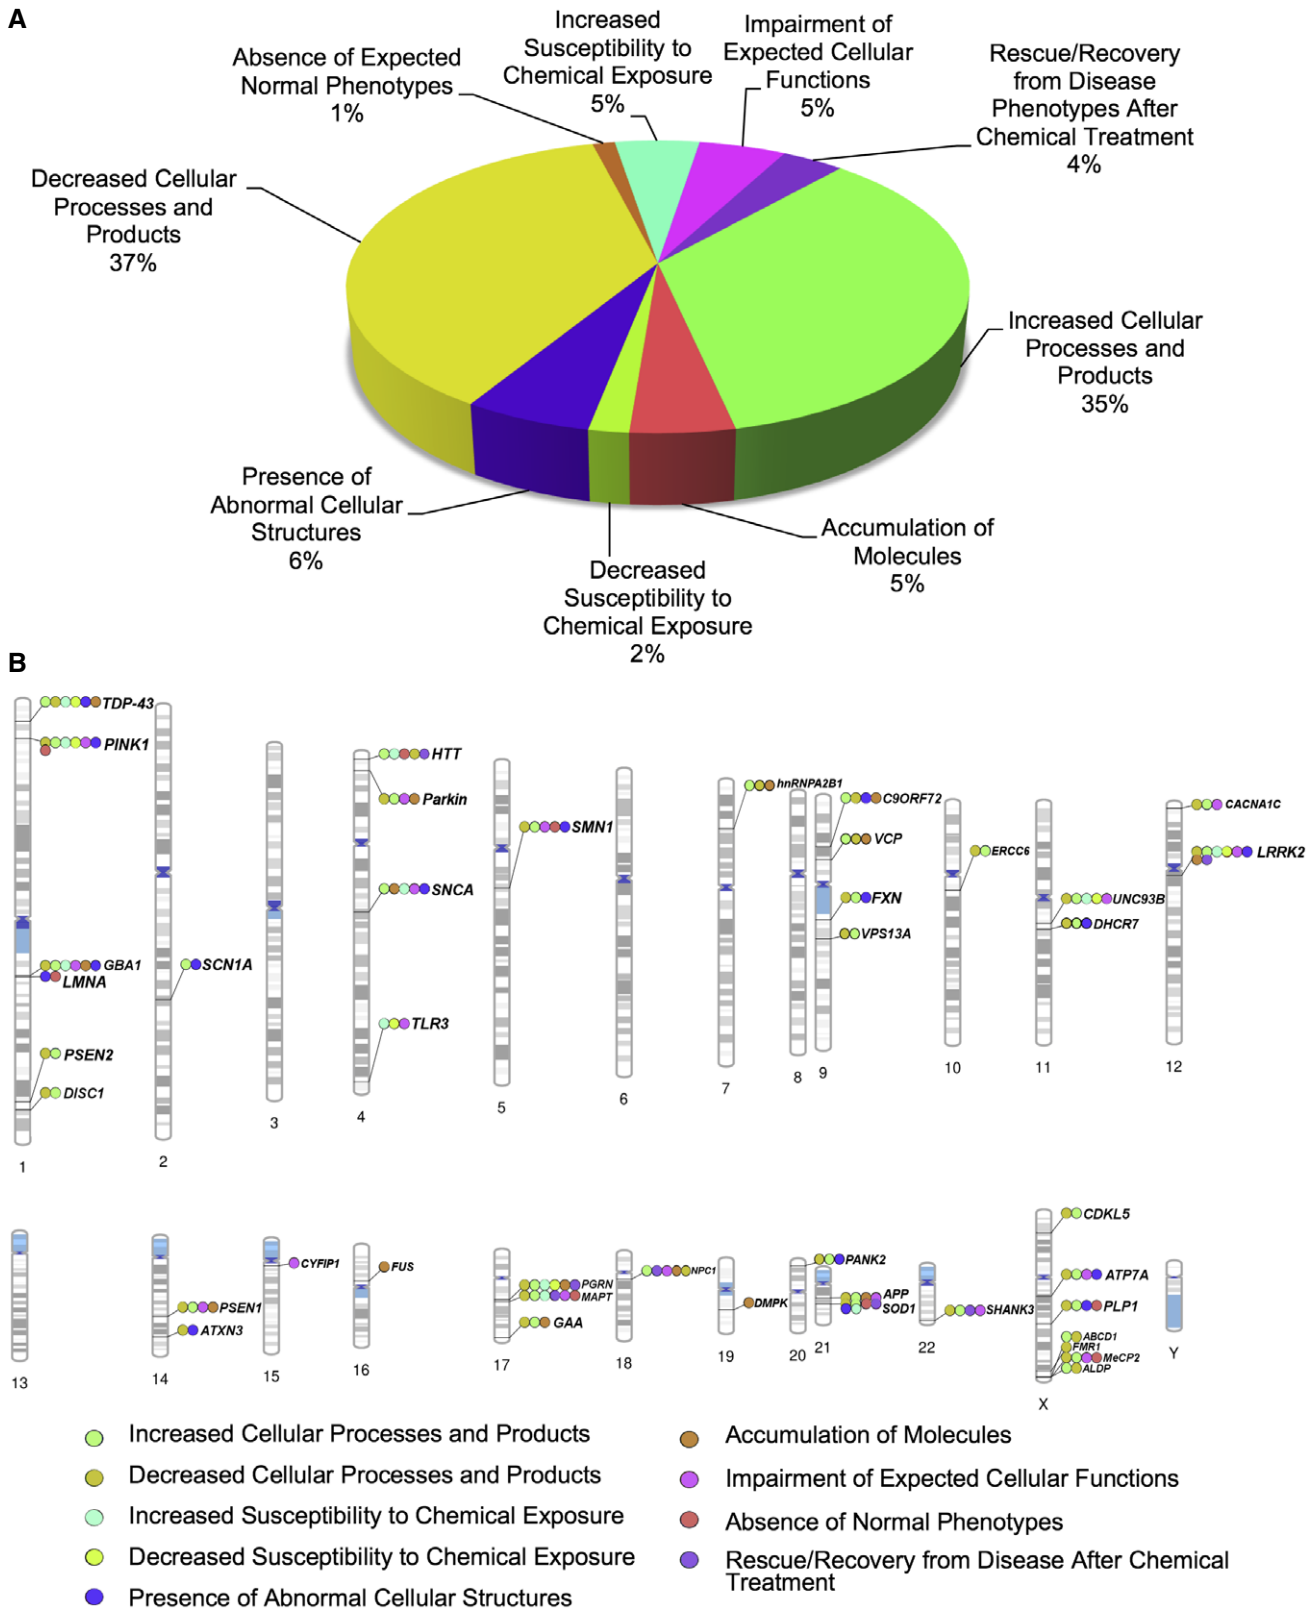 A
Increased
Susceptibility to
Chemical Exposure
5%
Impairment of
Expected Cellular
Functions
5%
Absence of Expected
Normal Phenotypes
1%
Rescue/Recovery
from Disease
Phenotypes After
Chemical Treatment
4%
Decreased Cellular
Processes and
Products
37%
Increased Cellular
Processes and
Products
35%
Presence of
Abnormal Cellular
Structures
6%
Accumulation of
Molecules
5%
Decreased
Susceptibility to
Chemical Exposure
2%
B
TDP-43
PINK1
GBA1
LMNA
PSEN2
DISC1
1
SCN1A
2
3
HTT
Parkin
SNCA
TLR3
4
SMN1
5
6
hnRNPA2B1
7
8
C9ORF72
VCP
FXN
VPS13A
9
ERCC6
10
UNC93B
DHCR7
11
CACNA1C
LRRK2
12
13
PSEN1
ATXN3
14
CYFIP1
15
FUS
16
PGRN
MAPT
GAA
17
NPC1
18
DMPK
19
PANK2
20
APP
SOD1
21
SHANK3
22
CDKL5
ATP7A
PLP1
ABCD1
FMR1
MeCP2
ALDP
X
Y
Increased Cellular Processes and Products
Decreased Cellular Processes and Products
Increased Susceptibility to Chemical Exposure
Decreased Susceptibility to Chemical Exposure
Presence of Abnormal Cellular Structures
Accumulation of Molecules
Impairment of Expected Cellular Functions
Absence of Normal Phenotypes
Rescue/Recovery from Disease After Chemical
Treatment